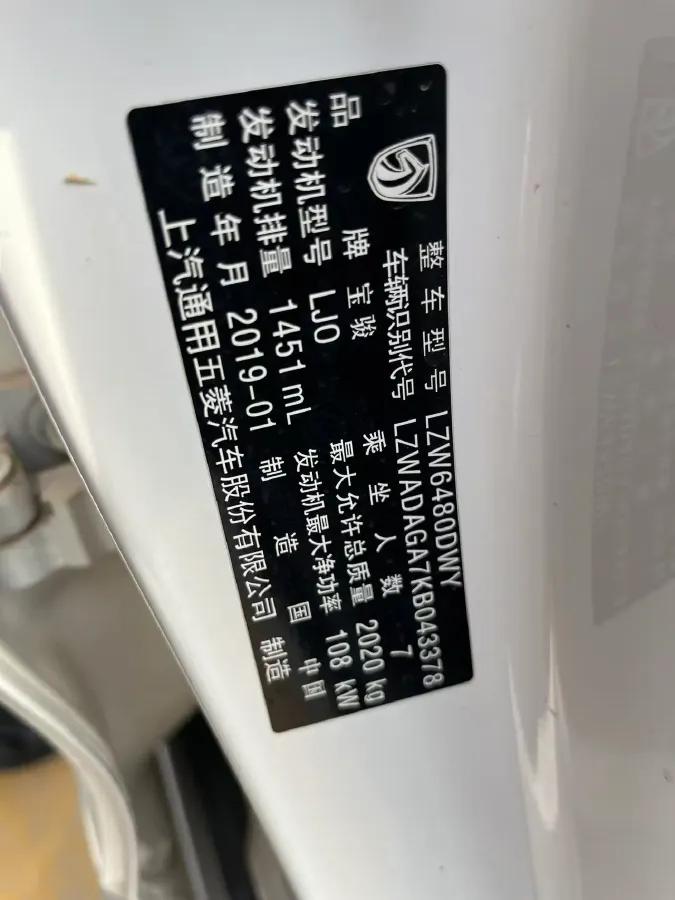 整车型号 LZW6480DWY
车辆识别代号 LZWADAGA7KB043378
品牌 宝骏 乘坐人数 7
发动机型号 LJO 最大允许总质量 2020 kg
发动机排量 1451 mL 发动机最大净功率 108 kW
制造年月 2019-01 制造国 中国
上汽通用五菱汽车股份有限公司 制造